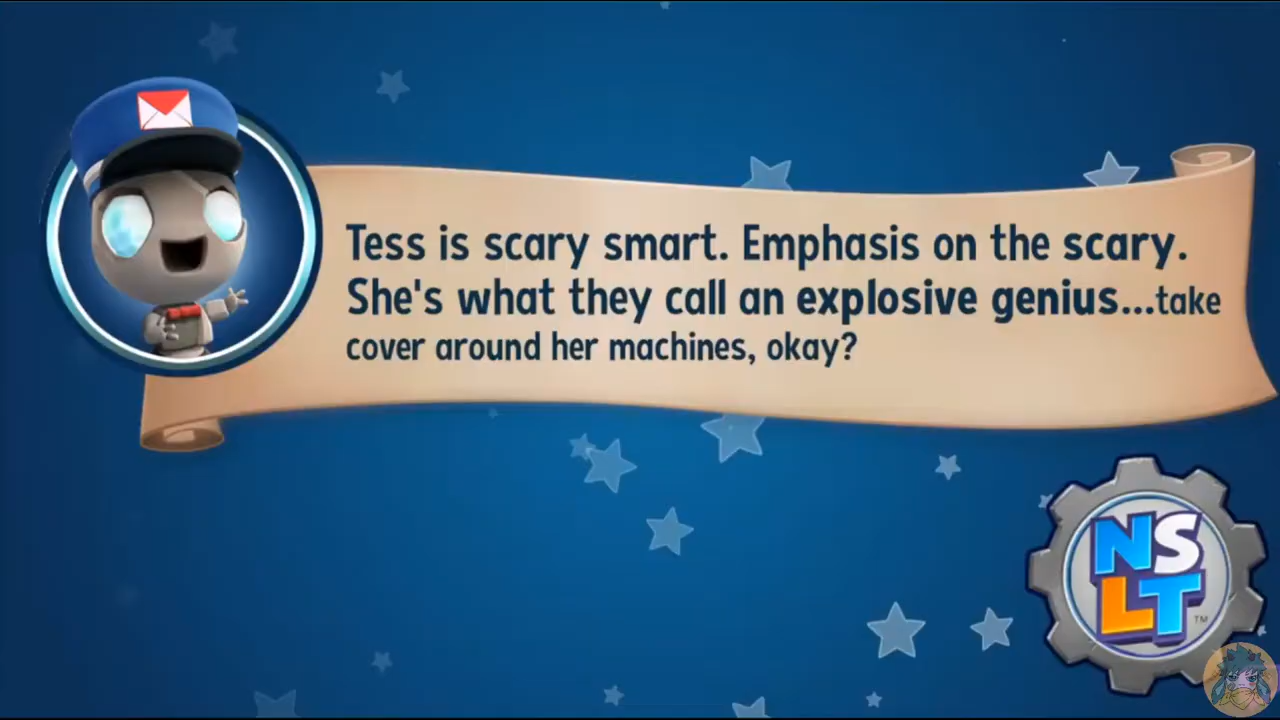 Tess is scary smart. Emphasis on the scary.
She's what they call an explosive genius...take
cover around her machines, okay?
NS
LT
TM